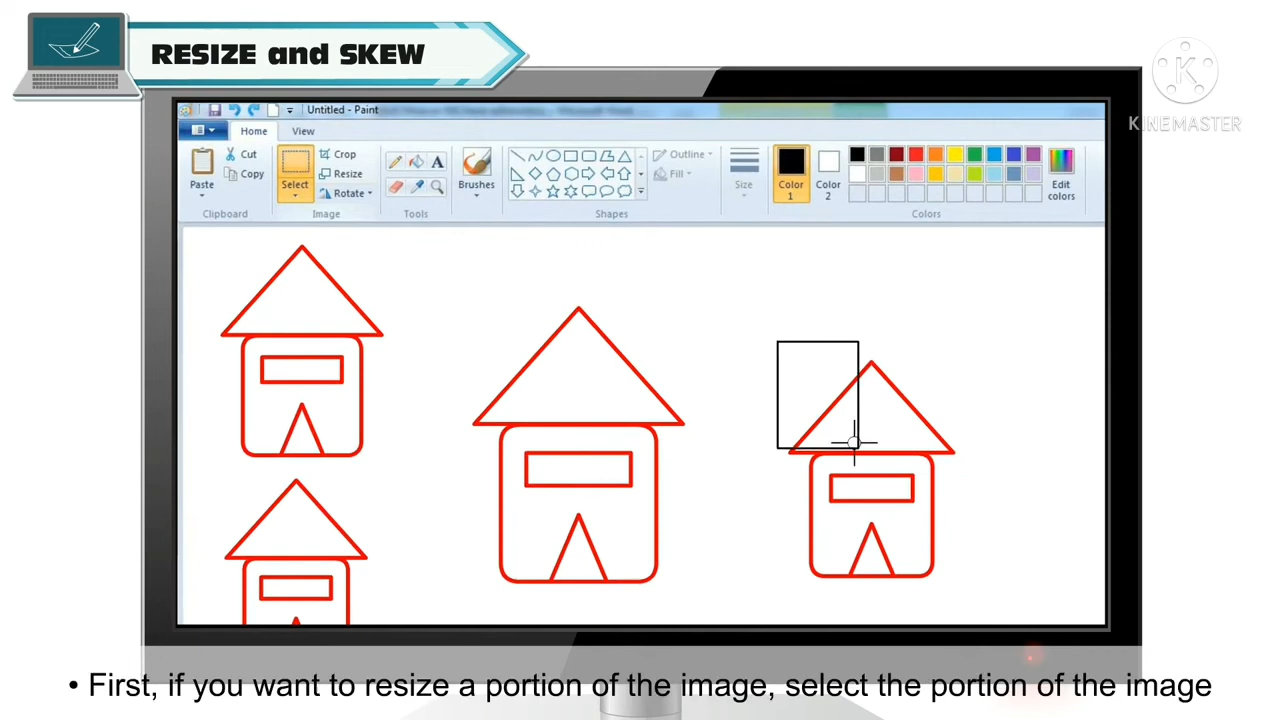 RESIZE and SKEW
KINEMASTER
Untitled - Paint
Home View
Paste
Cut
Copy
Clipboard
Select
Crop
Resize
Rotate
Image
A
Tools
Brushes
Outline
Fill
Shapes
Size
Color 1
Color 2
Edit colors
Colors
• First, if you want to resize a portion of the image, select the portion of the image